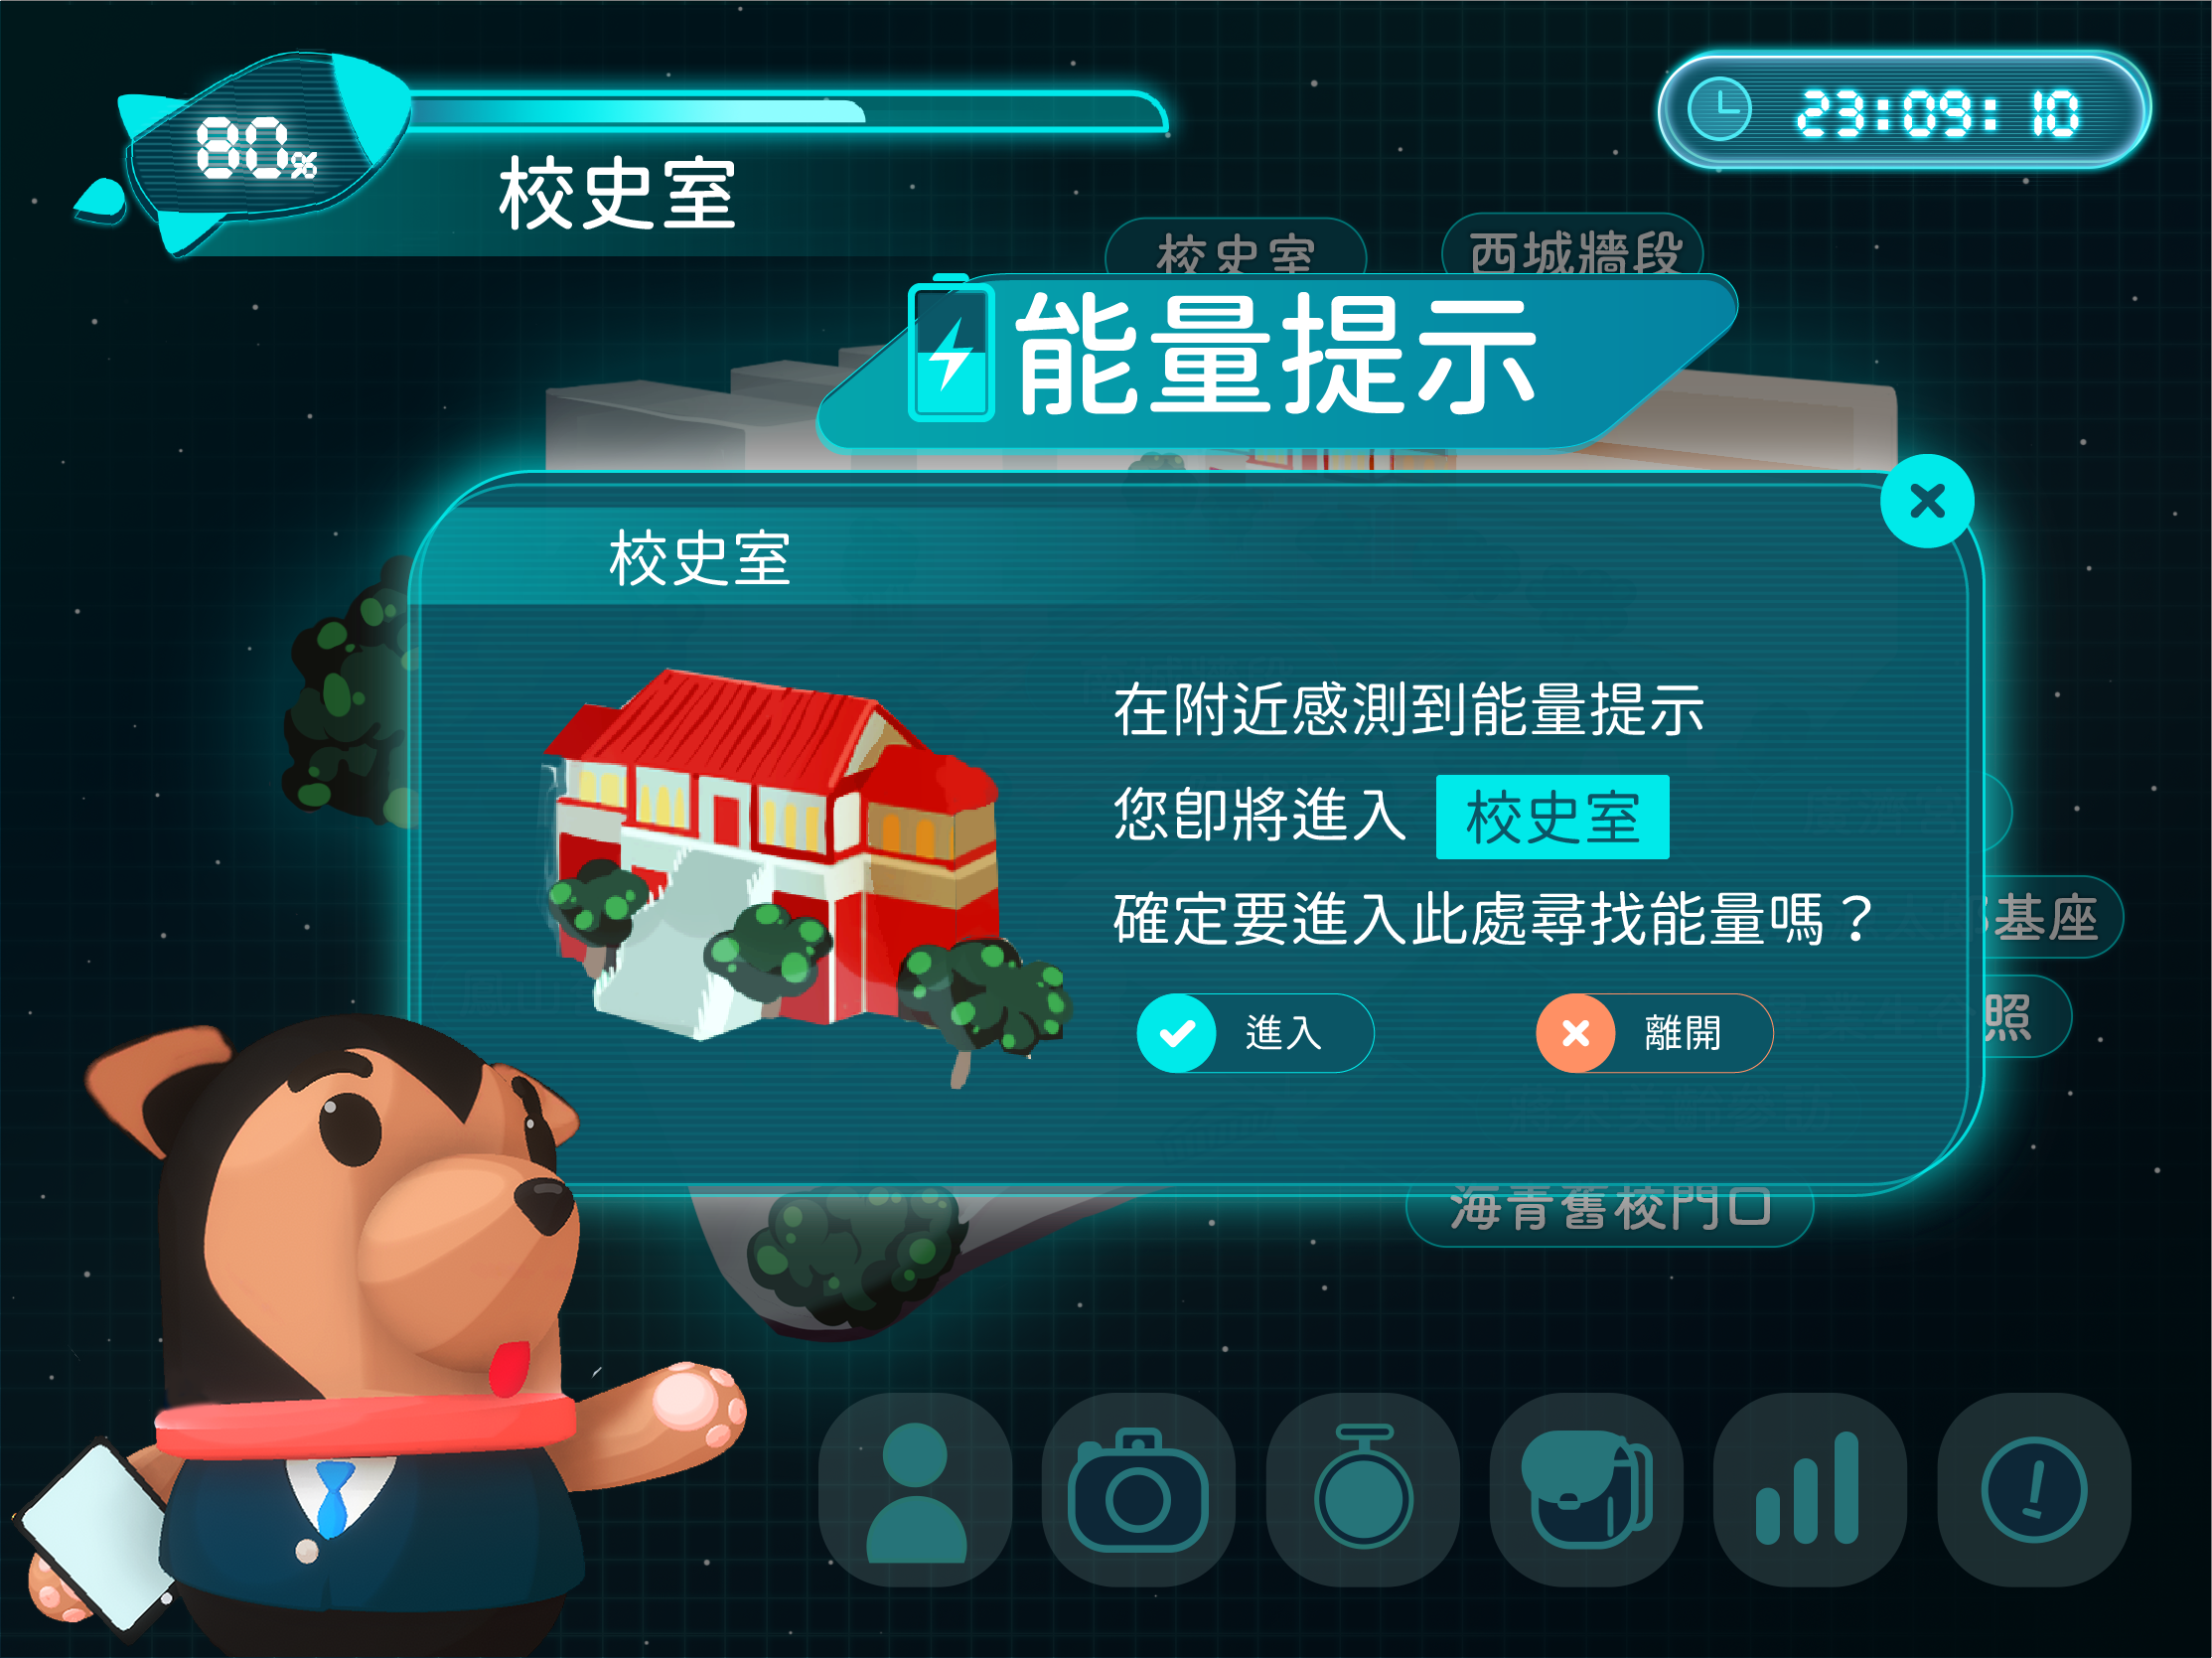 80%
23:09:10
校史室
校史室
西城牆段
能量提示
校史室
在附近感測到能量提示
您即將進入 校史室
確定要進入此處尋找能量嗎？
基座
照
進入
離開
海青舊校門口